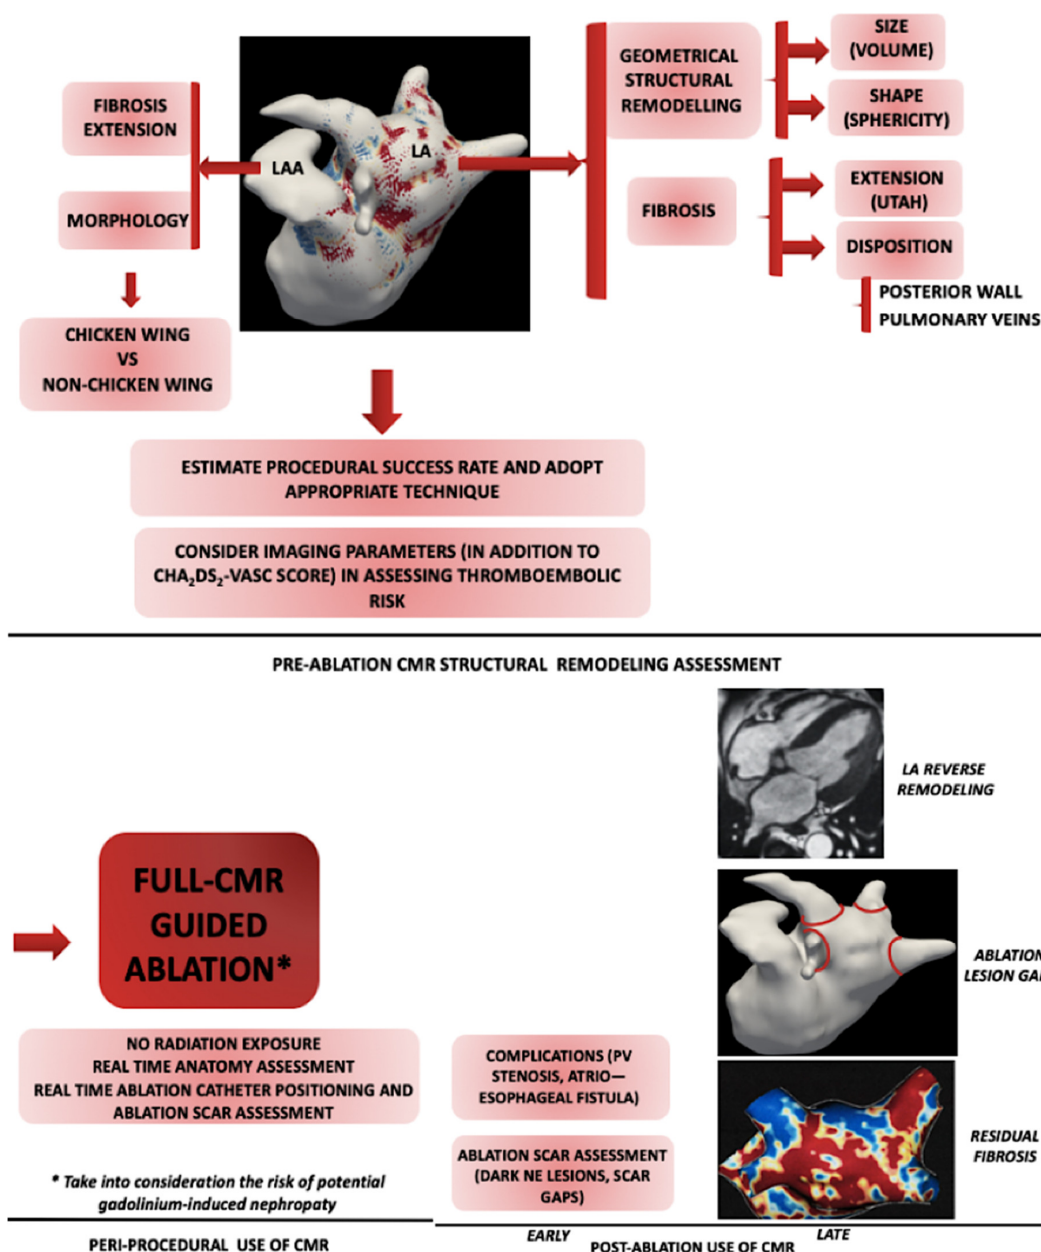 FIBROSIS
EXTENSION
MORPHOLOGY
CHICKEN WING
VS
NON-CHICKEN WING
LAA
LA
GEOMETRICAL
STRUCTURAL
REMODELLING
SIZE
(VOLUME)
SHAPE
(SPHERICITY)
FIBROSIS
EXTENSION
(UTAH)
DISPOSITION
POSTERIOR WALL
PULMONARY VEINS
ESTIMATE PROCEDURAL SUCCESS RATE AND ADOPT
APPROPRIATE TECHNIQUE
CONSIDER IMAGING PARAMETERS (IN ADDITION TO
CHA₂DS₂-VASC SCORE) IN ASSESSING THROMBOEMBOLIC
RISK
PRE-ABLATION CMR STRUCTURAL REMODELING ASSESSMENT
FULL-CMR
GUIDED
ABLATION*
NO RADIATION EXPOSURE
REAL TIME ANATOMY ASSESSMENT
REAL TIME ABLATION CATHETER POSITIONING AND
ABLATION SCAR ASSESSMENT
* Take into consideration the risk of potential
gadolinium-induced nephropaty
PERI-PROCEDURAL USE OF CMR
COMPLICATIONS (PV
STENOSIS, ATRIO—
ESOPHAGEAL FISTULA)
ABLATION SCAR ASSESSMENT
(DARK NE LESIONS, SCAR
GAPS)
LA REVERSE
REMODELING
ABLATION
LESION
RESIDUAL
FIBROSIS
EARLY
LATE
POST-ABLATION USE OF CMR